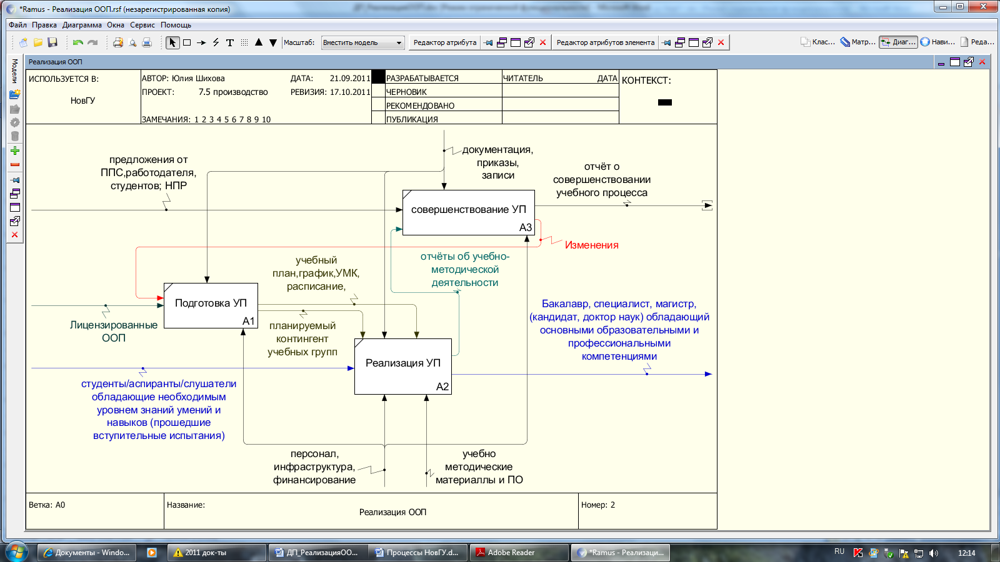 *Ramus - Реализация ООП.rsf (незарегистрированная копия)
Файл Правка Диаграмма Окна Сервис Помощь
Масштаб: Вместить модель Редактор атрибута Редактор атрибутов элемента Клас... Матр... Диаг... Нави... Реда...
Модели
Реализация ООП
ИСПОЛЬЗУЕТСЯ В:
НовГУ
АВТОР: Юлия Шихова
ДАТА: 21.09.2011
ПРОЕКТ: 7.5 производство
РЕВИЗИЯ: 17.10.2011
ЗАМЕЧАНИЯ: 1 2 3 4 5 6 7 8 9 10
РАЗРАБАТЫВАЕТСЯ
ЧЕРНОВИК
РЕКОМЕНДОВАНО
ПУБЛИКАЦИЯ
ЧИТАТЕЛЬ ДАТА
КОНТЕКСТ:
предложения от
ППС,работодателя,
студентов; НПР
документация,
приказы,
записи
отчёт о
совершенствовании
учебного процесса
совершенствование УП
A3
Изменения
учебный
план,график,УМК,
расписание,
отчёты об учебно-
методической
деятельности
Подготовка УП
A1
Лицензированные
ООП
планируемый
контингент
учебных групп
Бакалавр, специалист, магистр,
(кандидат, доктор наук) обладающий
основными образовательными и
профессиональными
компетенциями
Реализация УП
A2
студенты/аспиранты/слушатели
обладающие необходимым
уровнем знаний умений и
навыков (прошедшие
вступительные испытания)
персонал,
инфраструктура,
финансирование
учебно
методические
материаллы и ПО
Ветка: A0
Название:
Реализация ООП
Номер: 2
Документы - Windo...
2011 док-ты
ДП_РеализацияОО...
Процессы НовГУ.d...
Adobe Reader
*Ramus - Реализаци...
RU
12:14